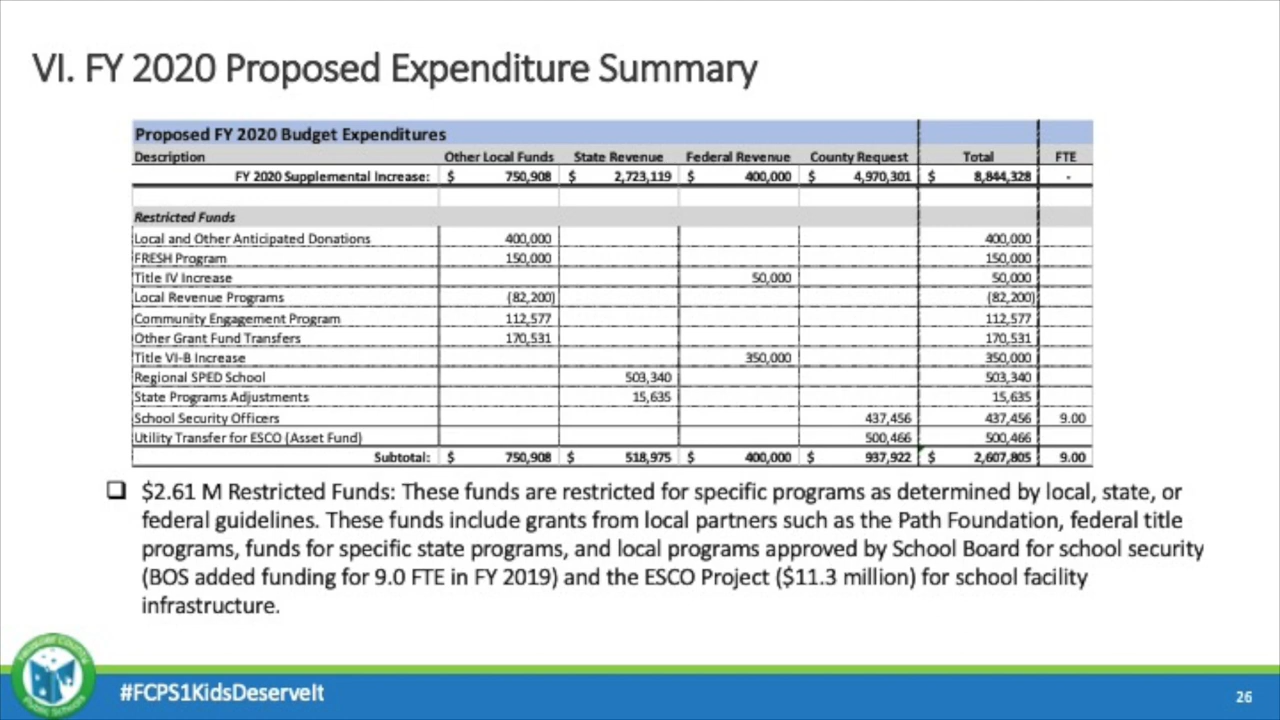 VI. FY 2020 Proposed Expenditure Summary
Proposed FY 2020 Budget Expenditures
Description Other Local Funds State Revenue Federal Revenue County Request Total FTE
FY 2020 Supplemental Increase: $ 750,908 $ 2,723,119 $ 400,000 $ 4,970,301 $ 8,844,328 -
Restricted Funds
Local and Other Anticipated Donations 400,000 400,000
FRESH Program 150,000 150,000
Title IV Increase 50,000 50,000
Local Revenue Programs (82,200) (82,200)
Community Engagement Program 112,577 112,577
Other Grant Fund Transfers 170,531 170,531
Title VI-B Increase 350,000 350,000
Regional SPED School 503,340 503,340
State Programs Adjustments 15,635 15,635
School Security Officers 437,456 437,456 9.00
Utility Transfer for ESCO (Asset Fund) 500,466 500,466
Subtotal: $ 750,908 $ 518,975 $ 400,000 $ 937,922 $ 2,607,805 9.00
❑ $2.61 M Restricted Funds: These funds are restricted for specific programs as determined by local, state, or
federal guidelines. These funds include grants from local partners such as the Path Foundation, federal title
programs, funds for specific state programs, and local programs approved by School Board for school security
(BOS added funding for 9.0 FTE in FY 2019) and the ESCO Project ($11.3 million) for school facility
infrastructure.
Public Schools
#FCPS1KidsDeserveIt
26